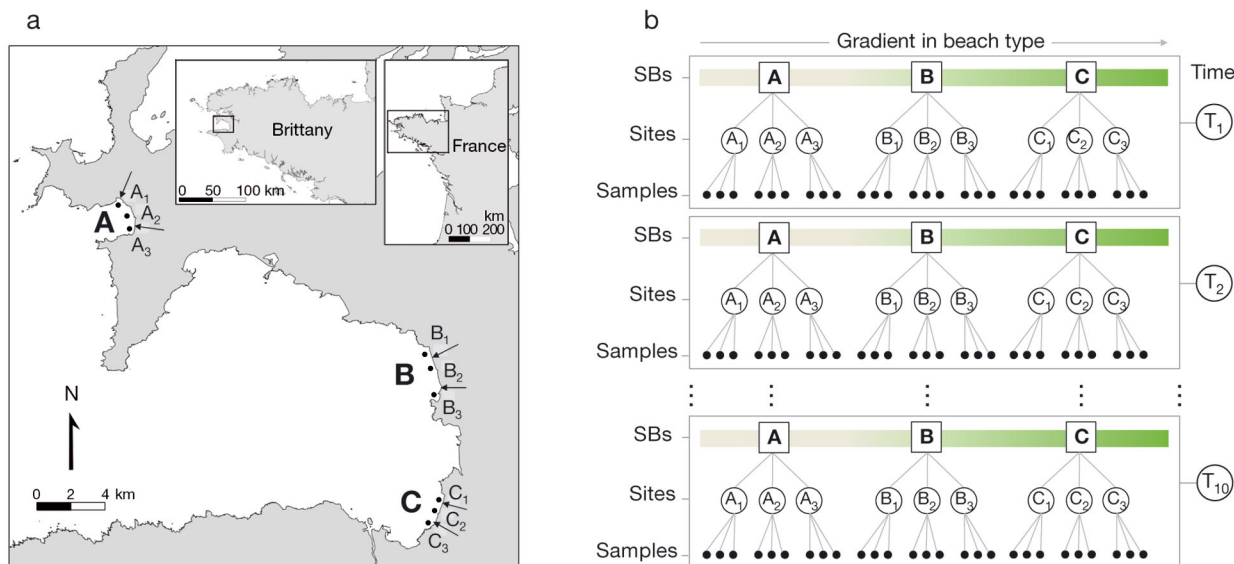 a
Brittany
0 50 100 km
France
km
0 100 200
A
A1
A2
A3
B
B1
B2
B3
N
0 2 4 km
C
C1
C2
C3
b
Gradient in beach type
SBs A B C Time
Sites A1 A2 A3 B1 B2 B3 C1 C2 C3 T1
Samples
SBs A B C
Sites A1 A2 A3 B1 B2 B3 C1 C2 C3 T2
Samples
SBs A B C
Sites A1 A2 A3 B1 B2 B3 C1 C2 C3 T10
Samples